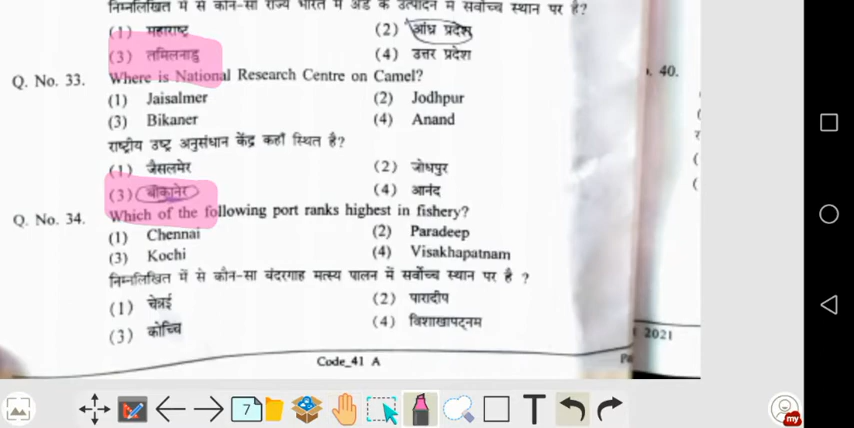 निम्नलिखित में से कौन-सा राज्य भारत में अंडे के उत्पादन में सर्वोच्च स्थान पर है?
(1) महाराष्ट्र (2) आंध्र प्रदेश
(3) तमिलनाडु (4) उत्तर प्रदेश
Q. No. 33. Where is National Research Centre on Camel?
(1) Jaisalmer (2) Jodhpur
(3) Bikaner (4) Anand
राष्ट्रीय उष्ट्र अनुसंधान केंद्र कहाँ स्थित है?
(1) जैसलमेर (2) जोधपुर
(3) बीकानेर (4) आनंद
Q. No. 34. Which of the following port ranks highest in fishery?
(1) Chennai (2) Paradeep
(3) Kochi (4) Visakhapatnam
निम्नलिखित में से कौन-सा बंदरगाह मत्स्य पालन में सर्वोच्च स्थान पर है ?
(1) चेन्नई (2) पारादीप
(3) कोच्चि (4) विशाखापट्नम
Code_41 A
40.
2021
7
T
my